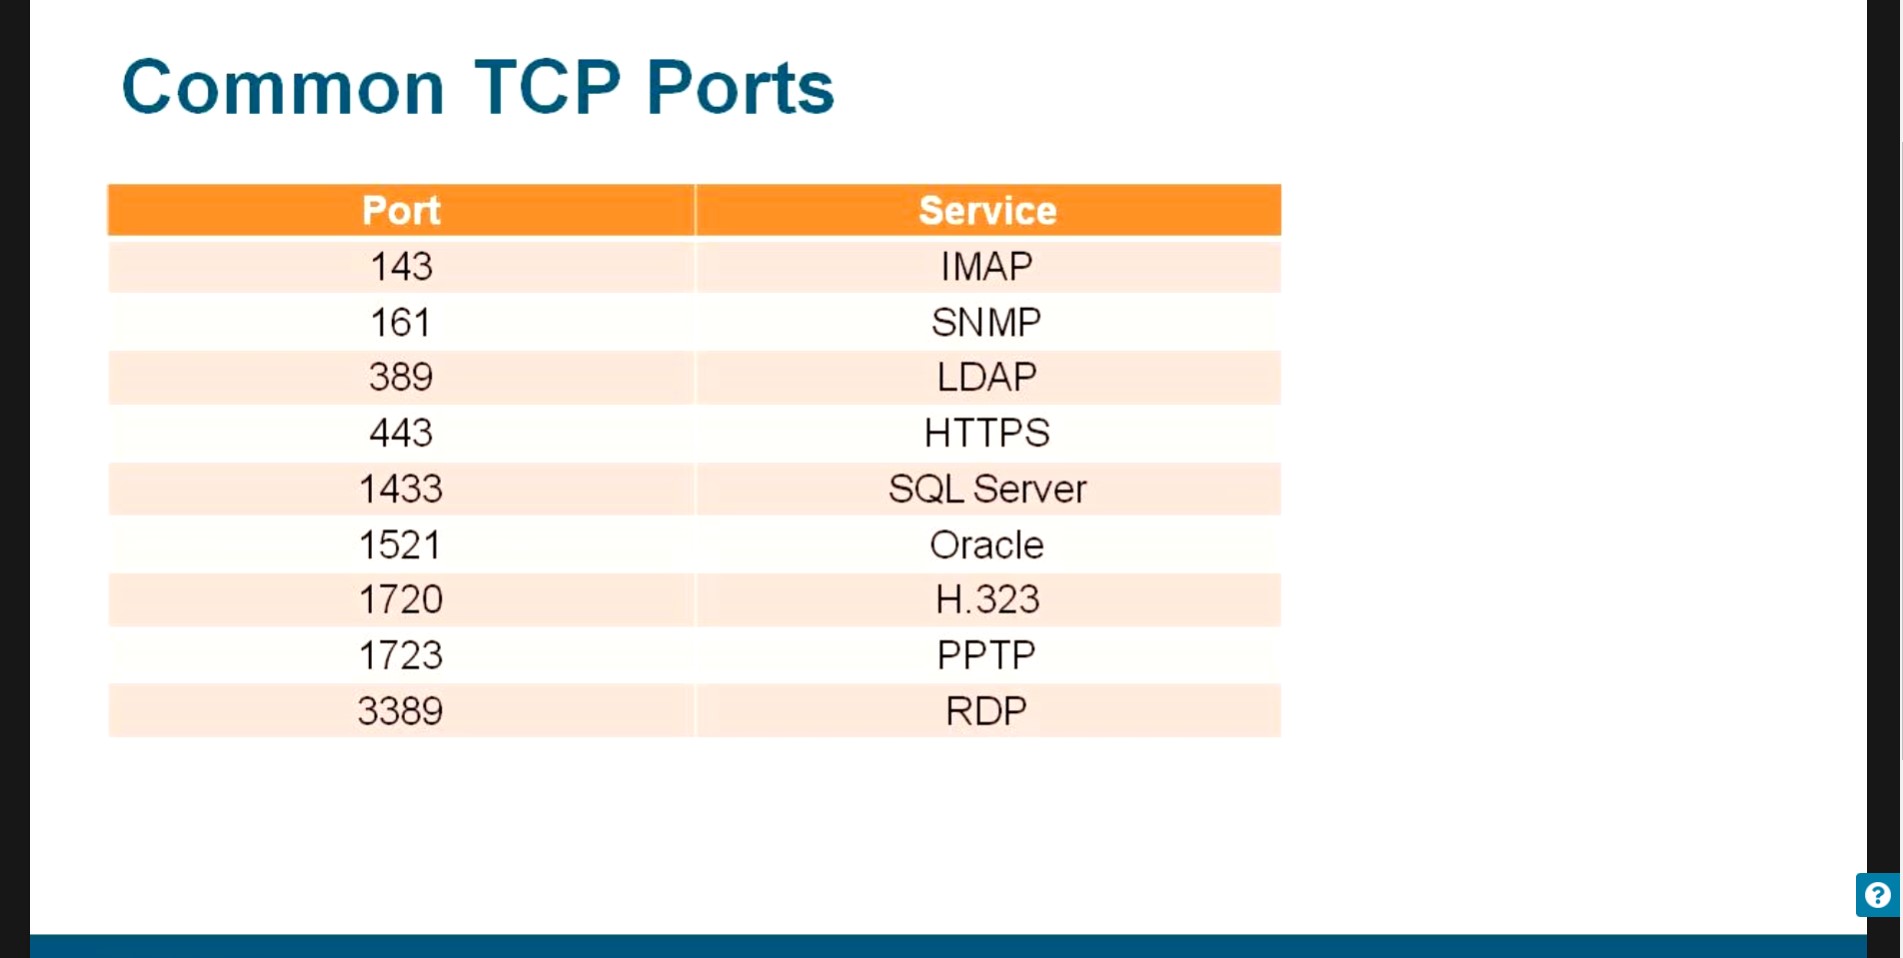 Common TCP Ports
Port Service
143 IMAP
161 SNMP
389 LDAP
443 HTTPS
1433 SQL Server
1521 Oracle
1720 H.323
1723 PPTP
3389 RDP
?